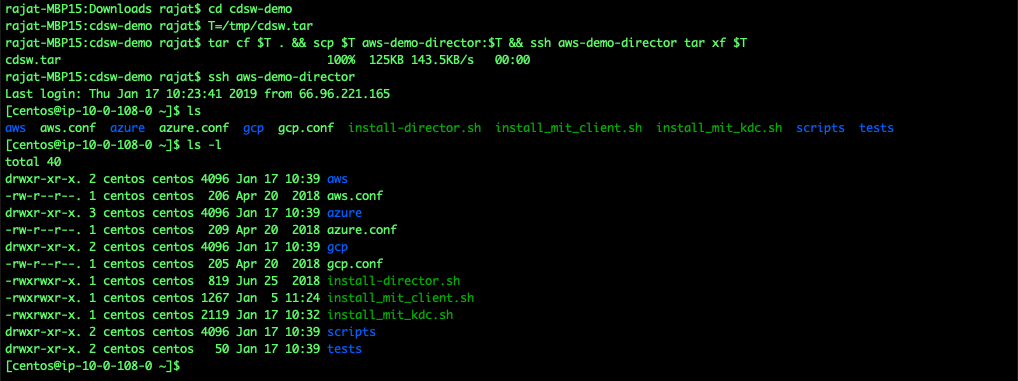 rajat-MBP15:Downloads rajat$ cd cdsw-demo
rajat-MBP15:cdsw-demo rajat$ T=/tmp/cdsw.tar
rajat-MBP15:cdsw-demo rajat$ tar cf $T . && scp $T aws-demo-director:$T && ssh aws-demo-director tar xf $T
cdsw.tar 100% 125KB 143.5KB/s 00:00
rajat-MBP15:cdsw-demo rajat$ ssh aws-demo-director
Last login: Thu Jan 17 10:23:41 2019 from 66.96.221.165
[centos@ip-10-0-108-0 ~]$ ls
aws aws.conf azure azure.conf gcp gcp.conf install-director.sh install_mit_client.sh install_mit_kdc.sh scripts tests
[centos@ip-10-0-108-0 ~]$ ls -l
total 40
drwxr-xr-x. 2 centos centos 4096 Jan 17 10:39 aws
-rw-r--r--. 1 centos centos 206 Apr 20 2018 aws.conf
drwxr-xr-x. 3 centos centos 4096 Jan 17 10:39 azure
-rw-r--r--. 1 centos centos 209 Apr 20 2018 azure.conf
drwxr-xr-x. 2 centos centos 4096 Jan 17 10:39 gcp
-rw-r--r--. 1 centos centos 205 Apr 20 2018 gcp.conf
-rwxrwxr-x. 1 centos centos 819 Jun 25 2018 install-director.sh
-rwxrwxr-x. 1 centos centos 1267 Jan 5 11:24 install_mit_client.sh
-rwxrwxr-x. 1 centos centos 2119 Jan 17 10:32 install_mit_kdc.sh
drwxr-xr-x. 2 centos centos 4096 Jan 17 10:39 scripts
drwxr-xr-x. 2 centos centos 50 Jan 17 10:39 tests
[centos@ip-10-0-108-0 ~]$